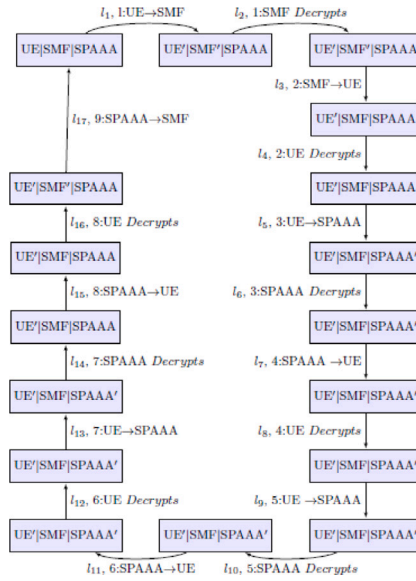 l1, 1:UE→SMF
l2, 1:SMF Decrypts
UE|SMF|SPAAA
UE′|SMF′|SPAAA
UE′|SMF′|SPAAA
l3, 2:SMF→UE
UE′|SMF|SPAAA
l4, 2:UE Decrypts
UE′|SMF|SPAAA
l5, 3:UE→SPAAA
UE′|SMF|SPAAA′
l6, 3:SPAAA Decrypts
UE′|SMF|SPAAA′
l7, 4:SPAAA →UE
UE′|SMF|SPAAA′
l8, 4:UE Decrypts
UE′|SMF|SPAAA′
l9, 5:UE →SPAAA
UE′|SMF|SPAAA′
l10, 5:SPAAA Decrypts
UE′|SMF|SPAAA′
l11, 6:SPAAA→UE
UE′|SMF|SPAAA′
l12, 6:UE Decrypts
UE′|SMF|SPAAA′
l13, 7:UE→SPAAA
UE′|SMF|SPAAA′
l14, 7:SPAAA Decrypts
UE′|SMF|SPAAA
l15, 8:SPAAA→UE
UE′|SMF|SPAAA
l16, 8:UE Decrypts
UE′|SMF′|SPAAA
l17, 9:SPAAA→SMF